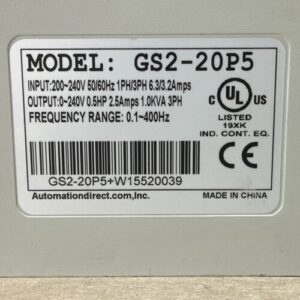 MODEL: GS2-20P5
INPUT:200~240V 50/60Hz 1PH/3PH 6.3/3.2Amps
OUTPUT:0~240V 0.5HP 2.5Amps 1.0KVA 3PH
FREQUENCY RANGE: 0.1~400Hz
C UL US
LISTED
19XK
IND. CONT. EQ.
CE
GS2-20P5+W15520039
Automationdirect.com,Inc.
MADE IN CHINA